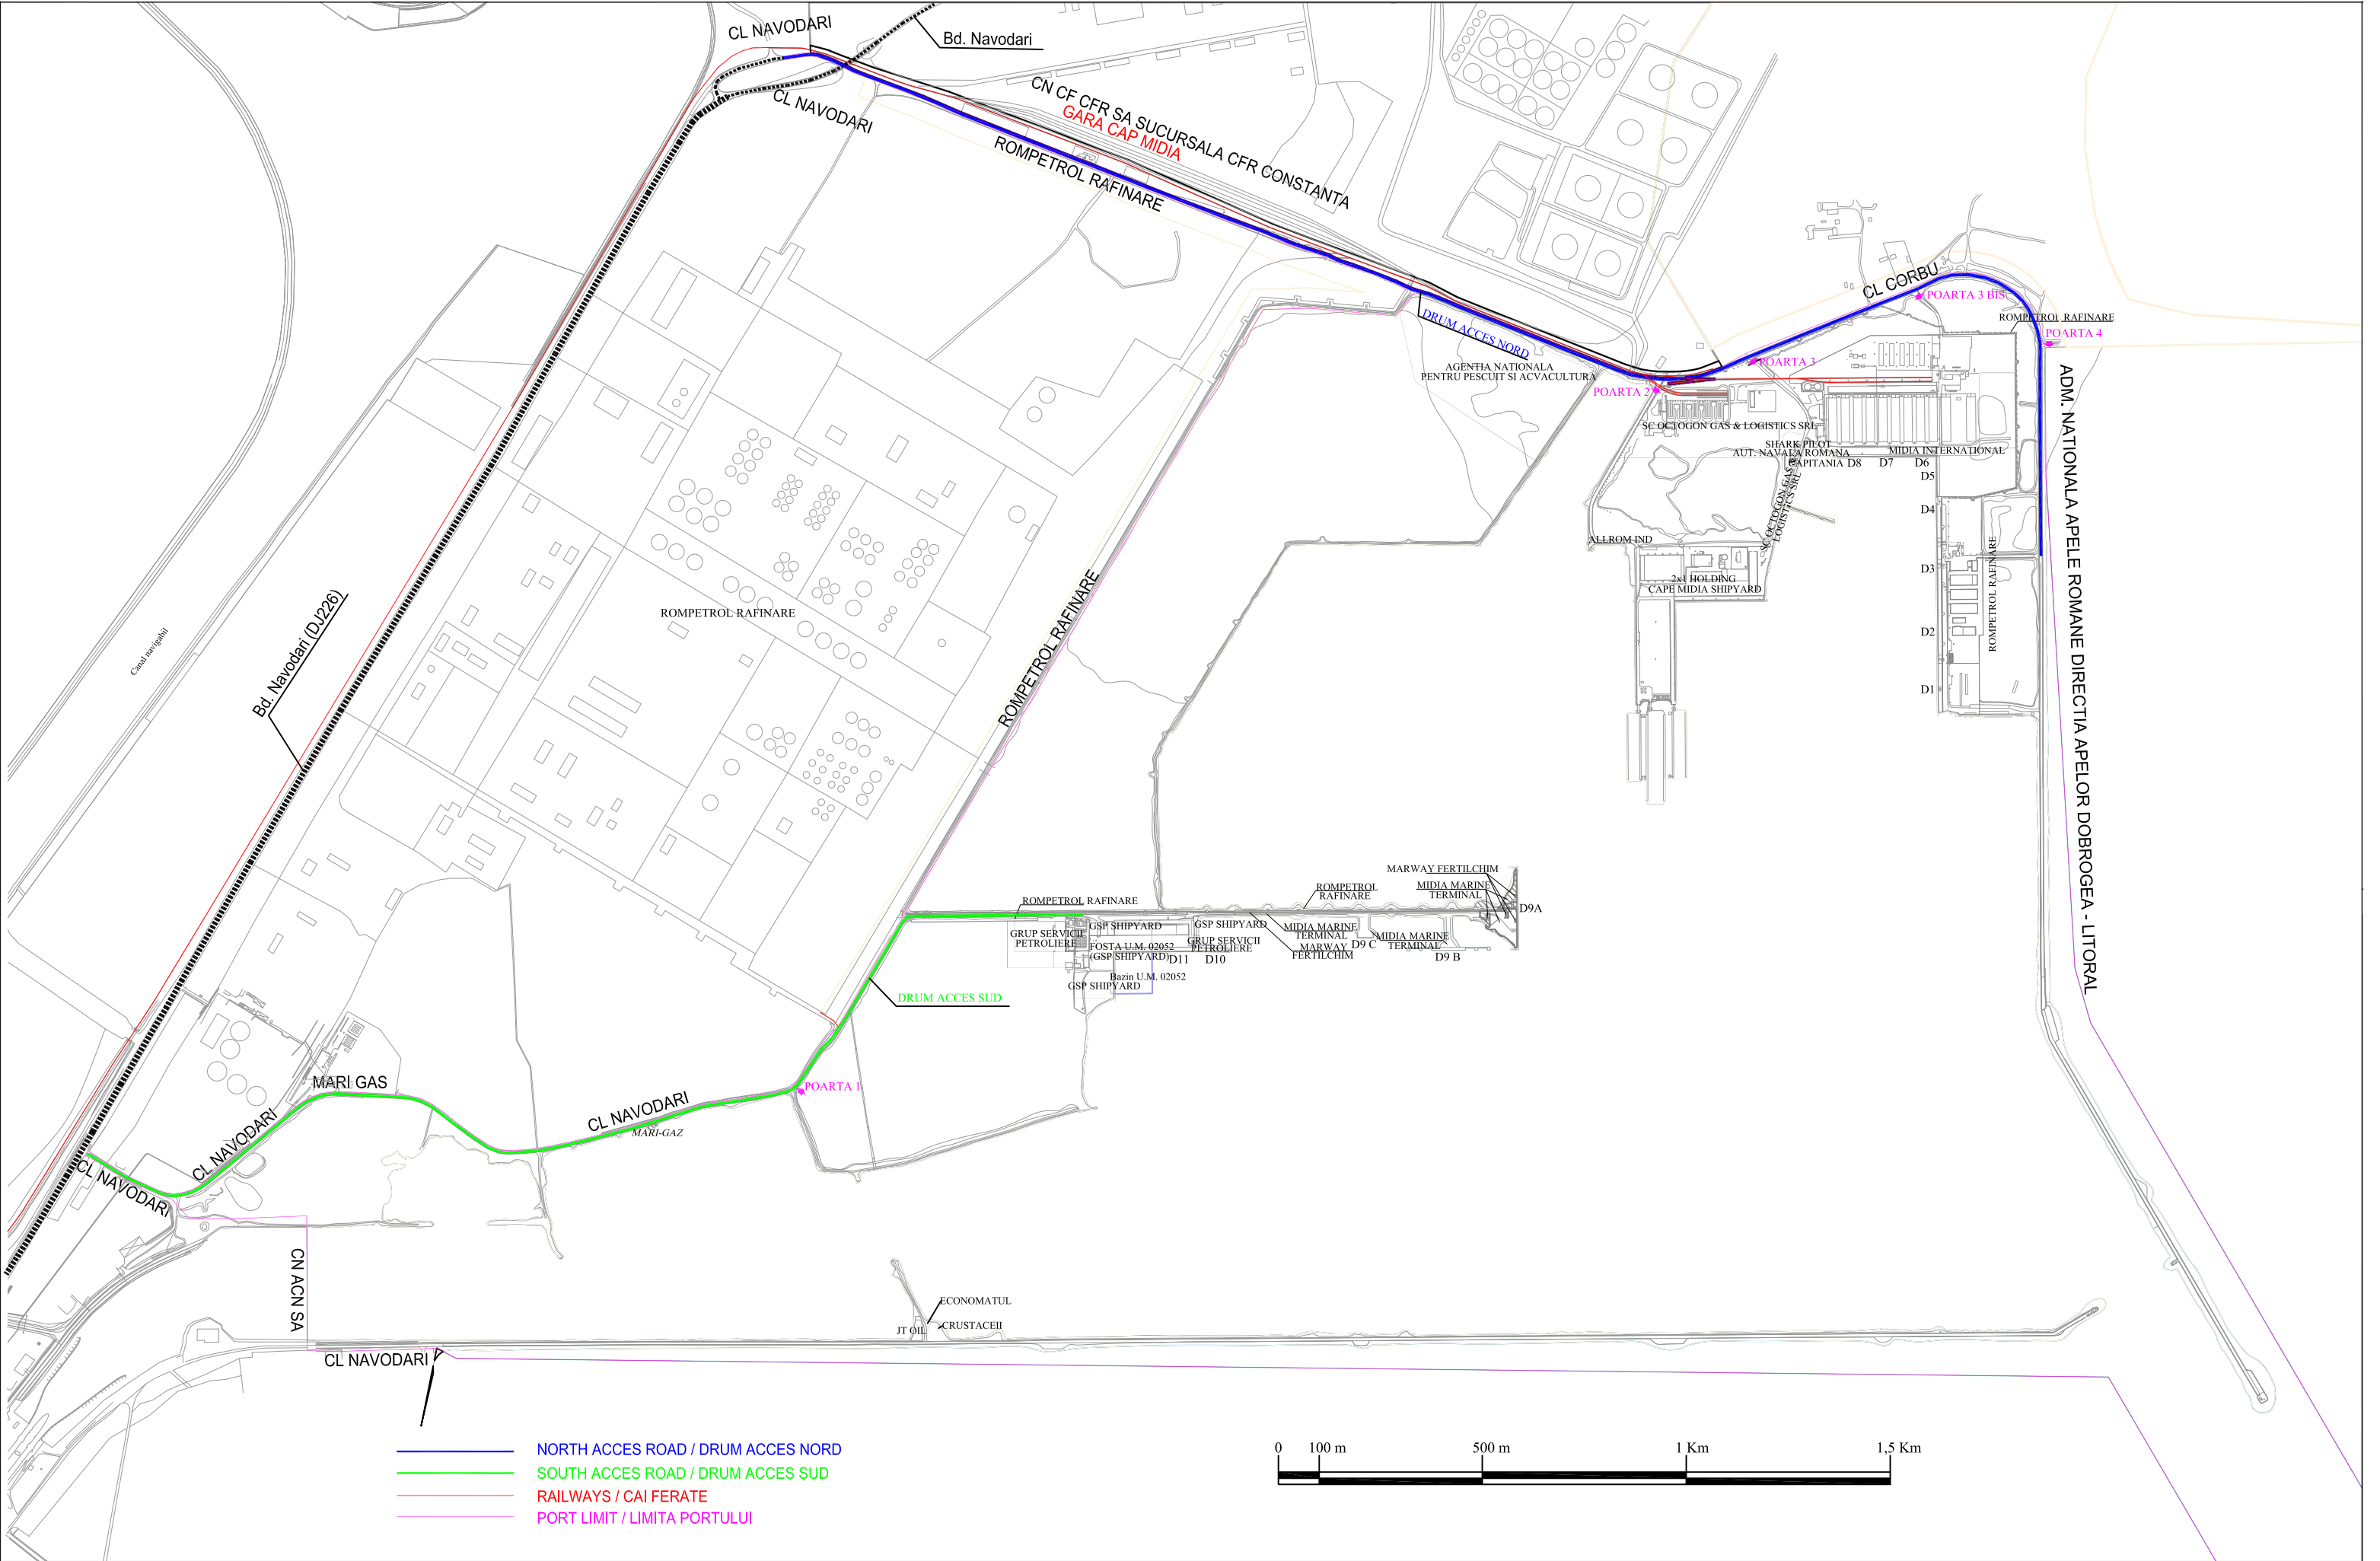 CL NAVODARI
Bd. Navodari
CL NAVODARI
CN CF CFR SA SUCURSALA CFR CONSTANTA
GARA CAP MIDIA
ROMPETROL RAFINARE
CL CORBU
POARTA 3 BIS
ROMPETROL RAFINARE
POARTA 4
DRUM ACCES NORD
AGENTIA NATIONALA
PENTRU PESCUIT SI ACVACULTURA
POARTA 3
POARTA 2
SC OCTOGON GAS & LOGISTICS SRL
SHARK PILOT
AUT. NAVALA ROMANA
CAPITANIA
D8
D7
D6
MIDIA INTERNATIONAL
D5
D4
D3
D2
D1
SC OCTOGON GAS &
LOGISTICS SRL
ALLROM IND
2x1 HOLDING
CAPE MIDIA SHIPYARD
ROMPETROL RAFINARE
ADM. NATIONALA APELE ROMANE DIRECTIA APELOR DOBROGEA - LITORAL
Canal navigabil
Bd. Navodari (DJ226)
ROMPETROL RAFINARE
ROMPETROL RAFINARE
MARWAY FERTILCHIM
ROMPETROL
RAFINARE
MIDIA MARINE
TERMINAL
D9A
ROMPETROL RAFINARE
GRUP SERVICII
PETROLIERE
GSP SHIPYARD
GSP SHIPYARD
FOSTA U.M. 02052
(GSP SHIPYARD)
D11
GRUP SERVICII
PETROLIERE
D10
MIDIA MARINE
TERMINAL
MARWAY
FERTILCHIM
D9 C
MIDIA MARINE
TERMINAL
D9 B
Bazin U.M. 02052
GSP SHIPYARD
DRUM ACCES SUD
POARTA 1
MARI GAS
CL NAVODARI
MARI-GAZ
CL NAVODARI
CL NAVODARI
CN ACN SA
ECONOMATUL
CRUSTACEII
JT OIL
CL NAVODARI
NORTH ACCES ROAD / DRUM ACCES NORD
SOUTH ACCES ROAD / DRUM ACCES SUD
RAILWAYS / CAI FERATE
PORT LIMIT / LIMITA PORTULUI
0 100 m 500 m 1 Km 1,5 Km